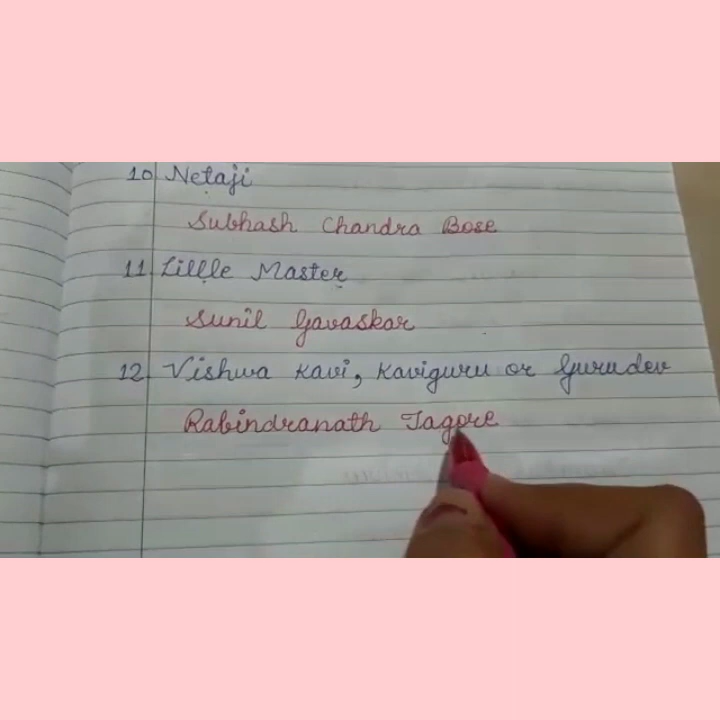 10 Netaji
Subhash Chandra Bose
11 Little Master
Sunil Gavaskar
12 Vishwa Kavi, Kaviguru or Gurudev
Rabindranath Tagore